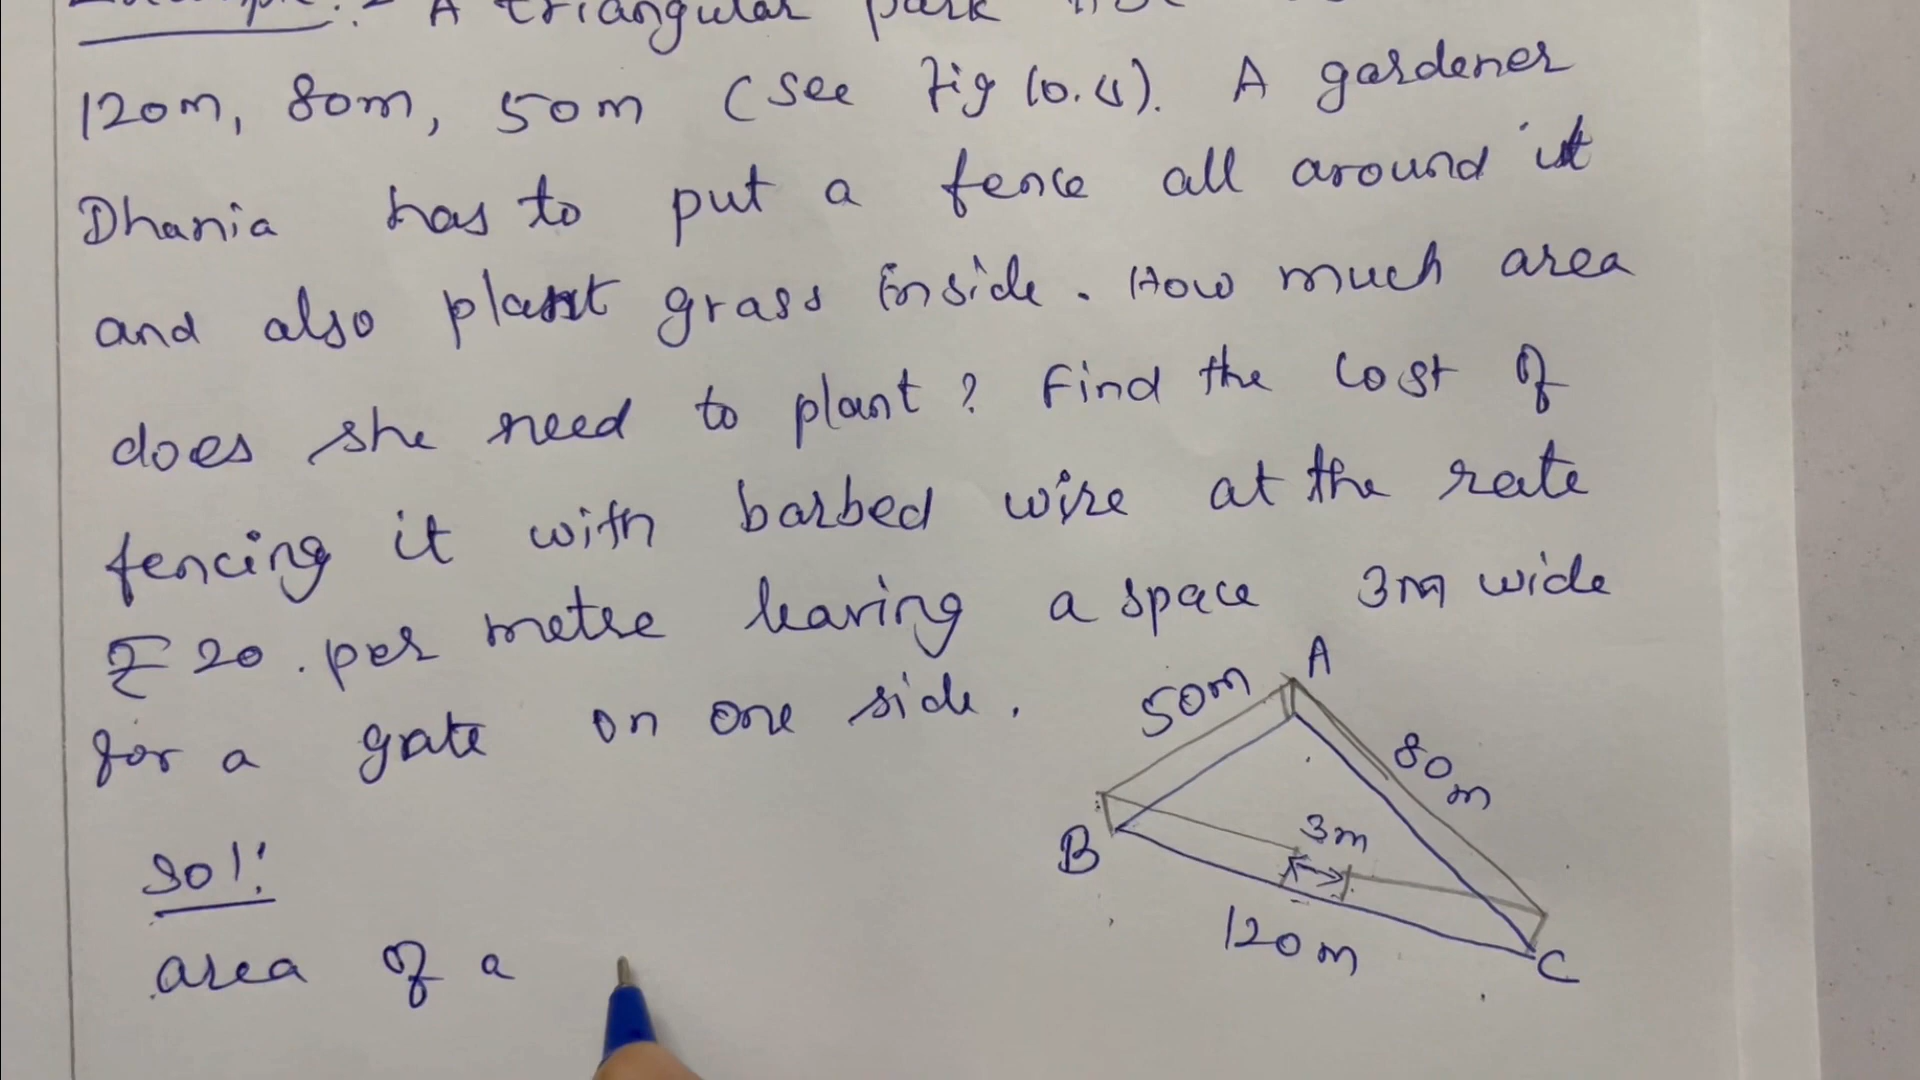 A triangular park
120m, 80m, 50m (see Fig 10.4). A gardener
Dhania has to put a fence all around it
and also plant grass inside. How much area
does she need to plant? Find the cost of
fencing it with barbed wire at the rate
₹20. per metre leaving a space 3m wide
for a gate on one side.
A
50m
80m
3m
B
120m
C
Sol:
area of a